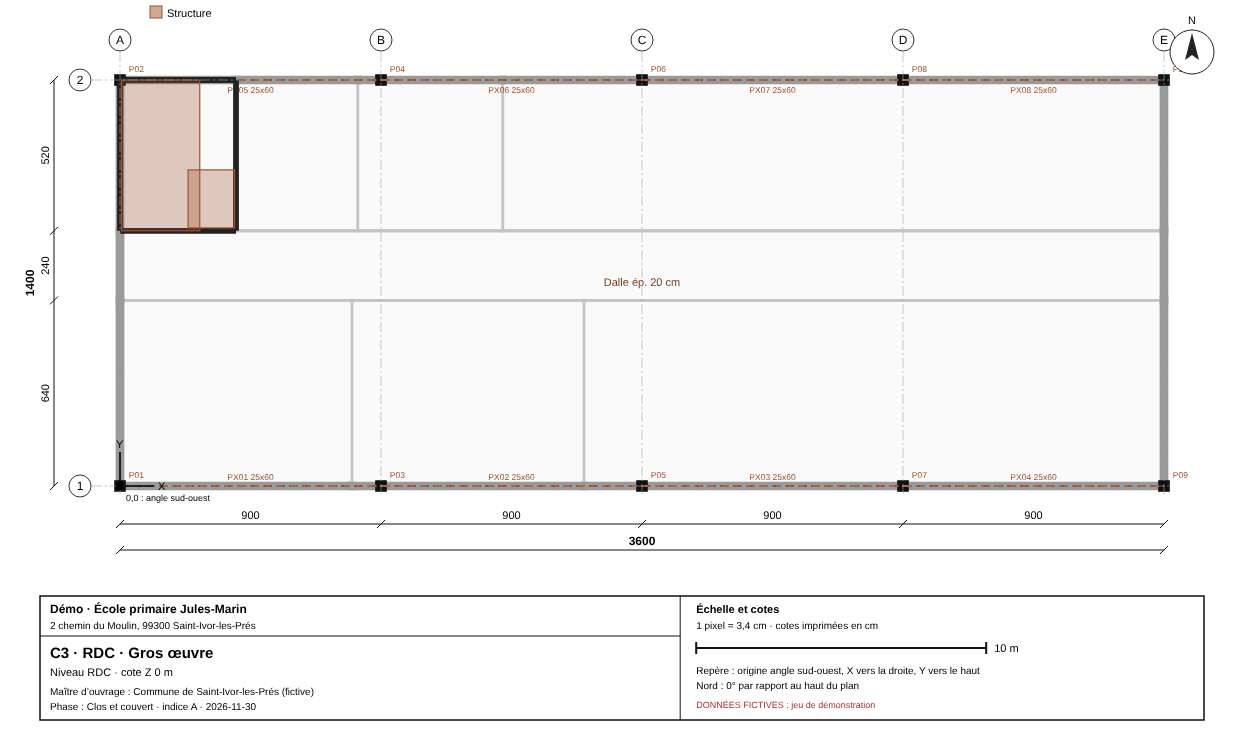 Structure
N
A
B
C
D
E
2
P02
P04
P06
P08
PX05 25x60
PX06 25x60
PX07 25x60
PX08 25x60
520
240
1400
Dalle ép. 20 cm
640
Y
P01
PX01 25x60
P03
PX02 25x60
P05
PX03 25x60
P07
PX04 25x60
P09
1
X
0,0 : angle sud-ouest
900
900
900
900
3600
Démo · École primaire Jules-Marin
2 chemin du Moulin, 99300 Saint-Ivor-les-Prés
C3 · RDC · Gros œuvre
Niveau RDC · cote Z 0 m
Maître d'ouvrage : Commune de Saint-Ivor-les-Prés (fictive)
Phase : Clos et couvert · indice A · 2026-11-30
Échelle et cotes
1 pixel = 3,4 cm · cotes imprimées en cm
10 m
Repère : origine angle sud-ouest, X vers la droite, Y vers le haut
Nord : 0° par rapport au haut du plan
DONNÉES FICTIVES : jeu de démonstration